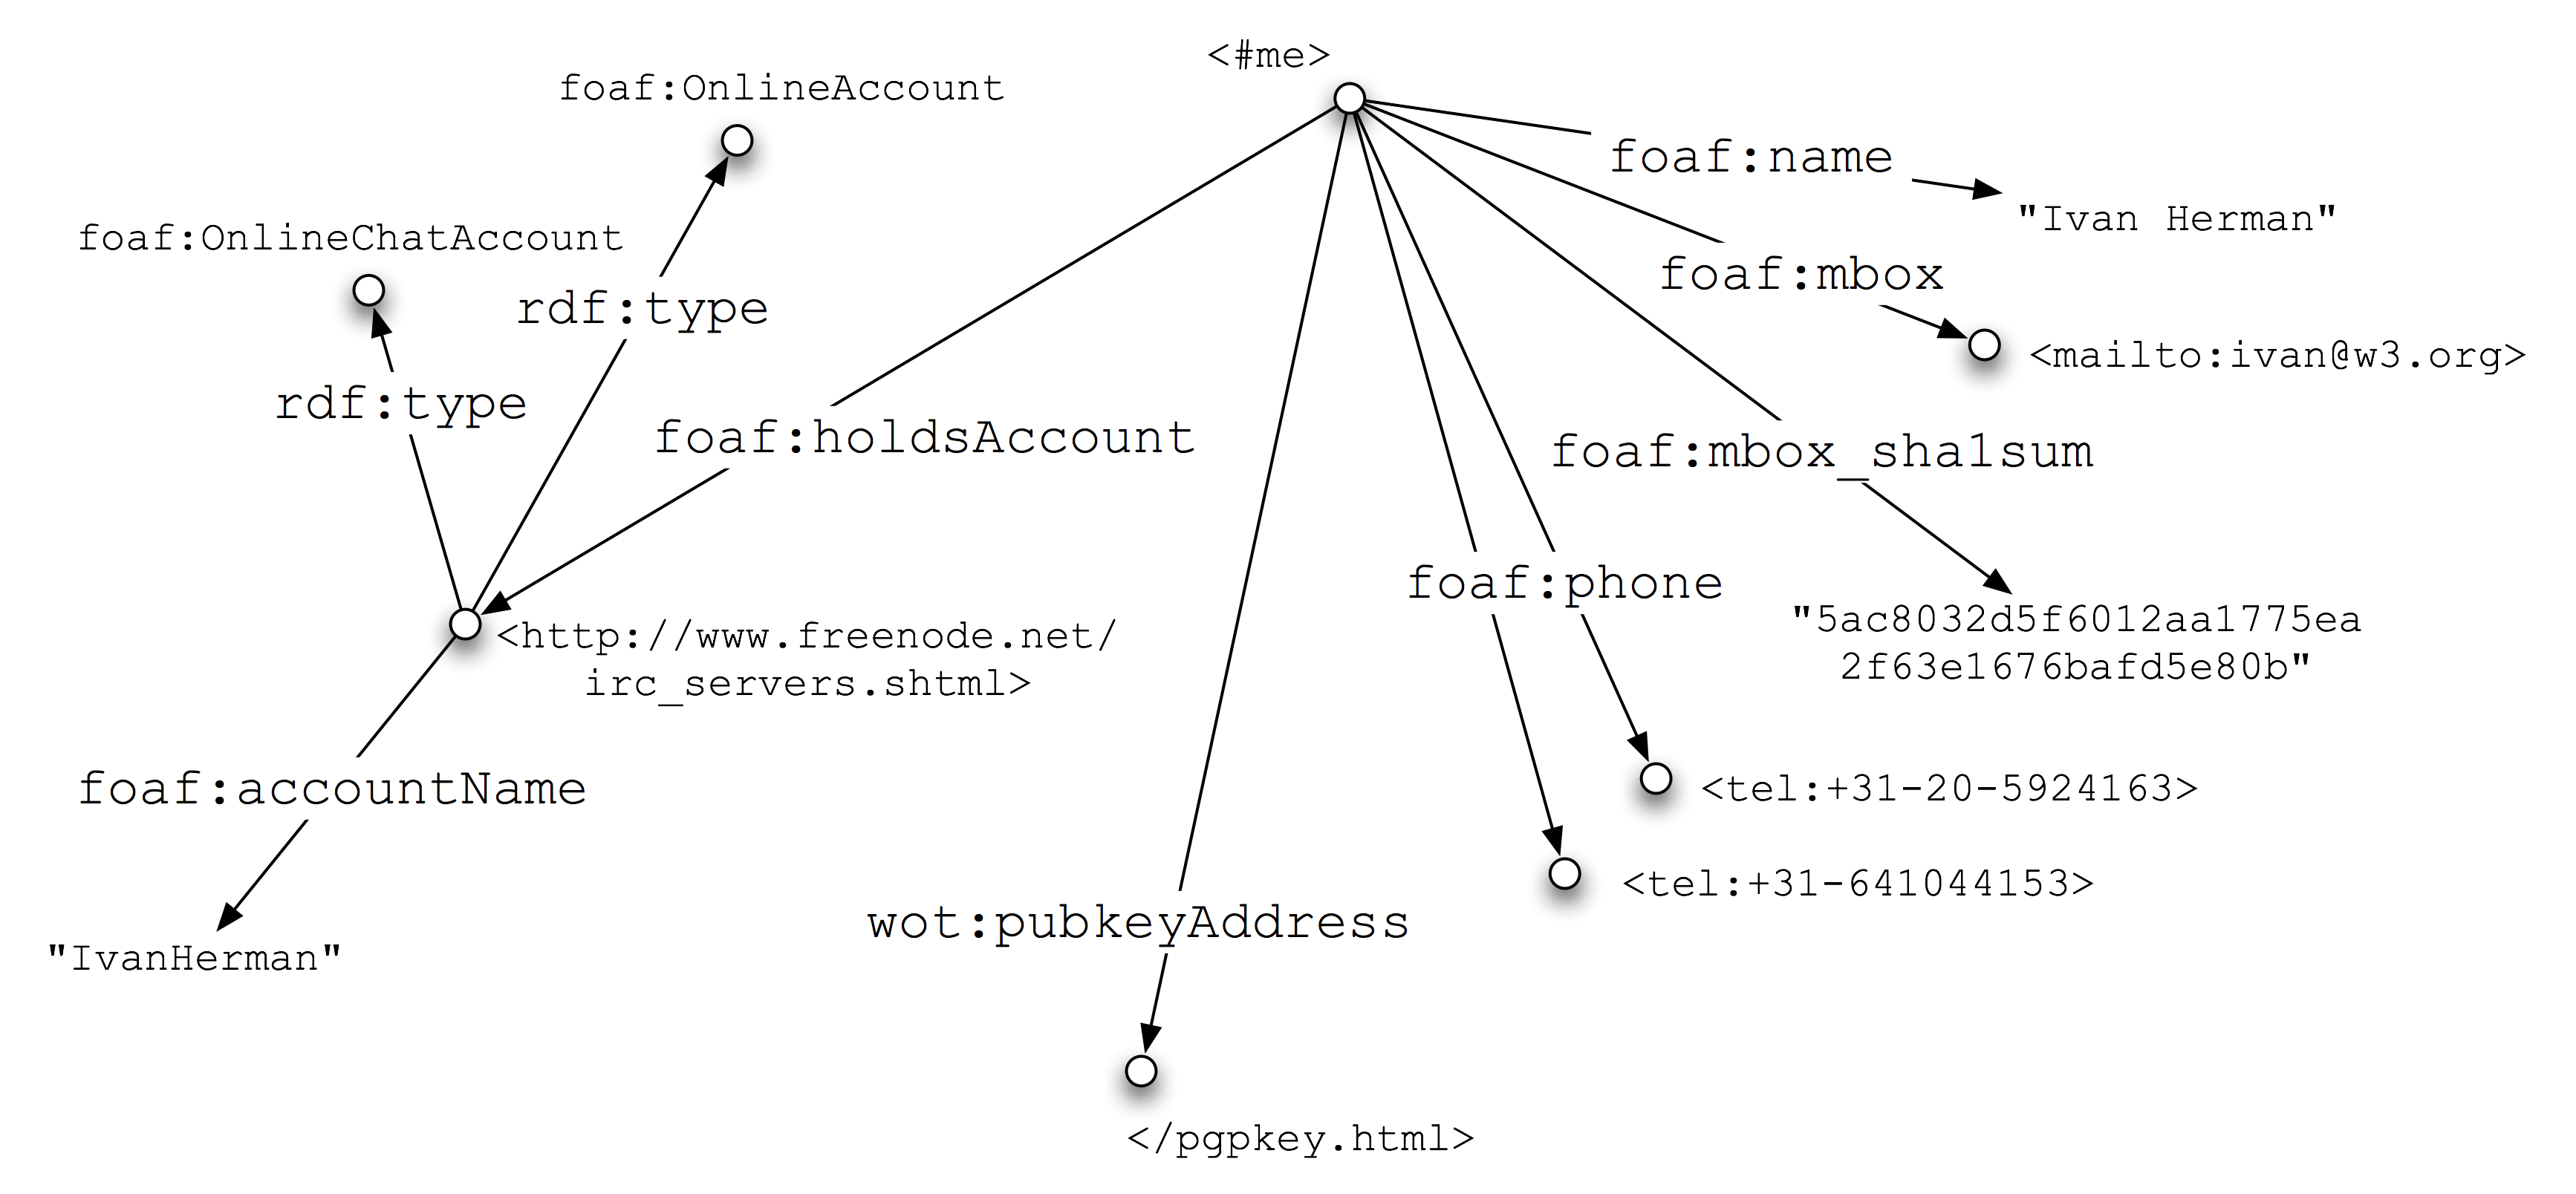 <#me>
foaf:OnlineAccount
foaf:name
"Ivan Herman"
foaf:OnlineChatAccount
foaf:mbox
rdf:type
<mailto:ivan@w3.org>
rdf:type
foaf:holdsAccount
foaf:mbox_sha1sum
foaf:phone
"5ac8032d5f6012aa1775ea
2f63e1676bafd5e80b"
<http://www.freenode.net/
irc_servers.shtml>
foaf:accountName
<tel:+31-20-5924163>
<tel:+31-641044153>
wot:pubkeyAddress
"IvanHerman"
</pgpkey.html>